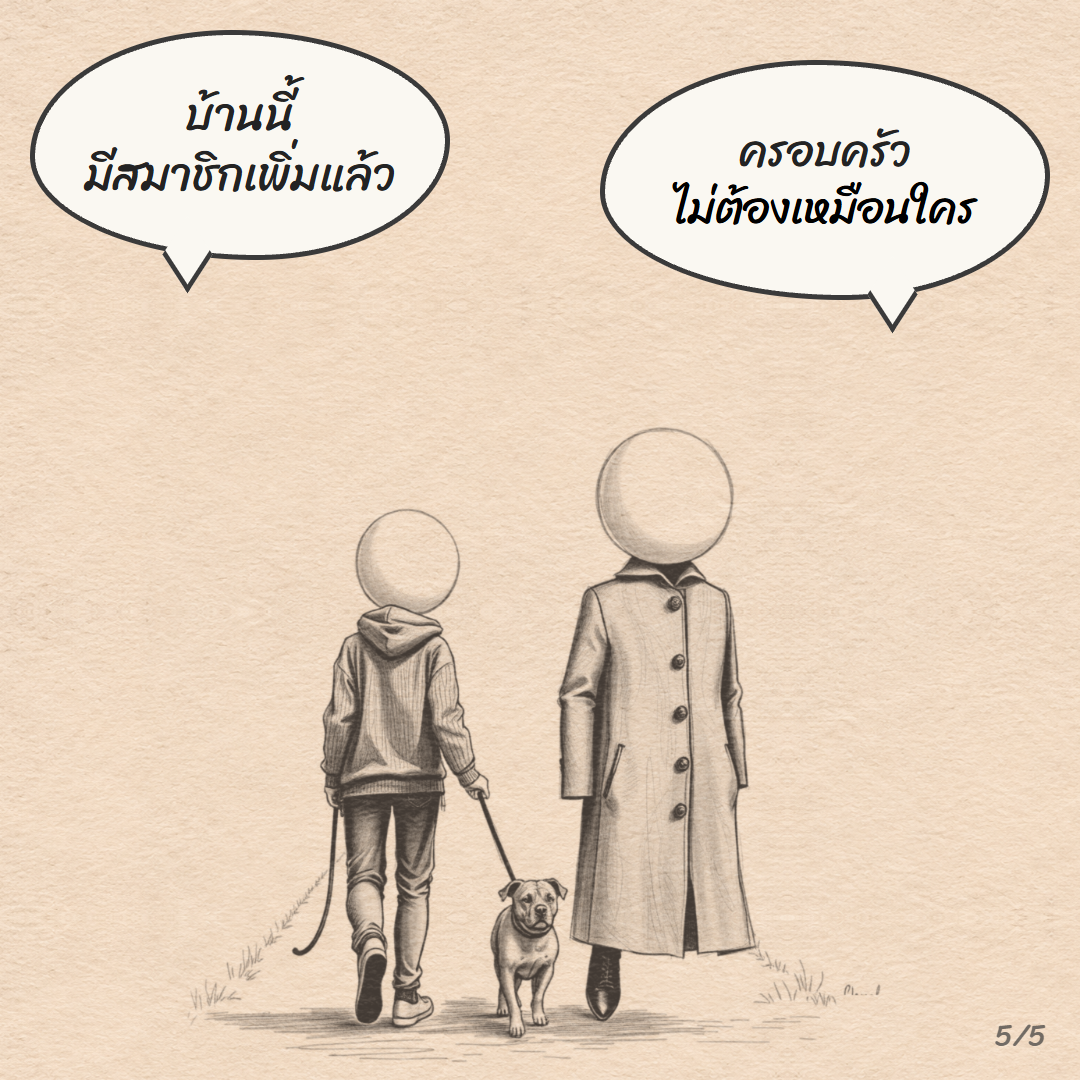 บ้านนี้
มีสมาชิกเพิ่มแล้ว
ครอบครัว
ไม่ต้องเหมือนใคร
5/5